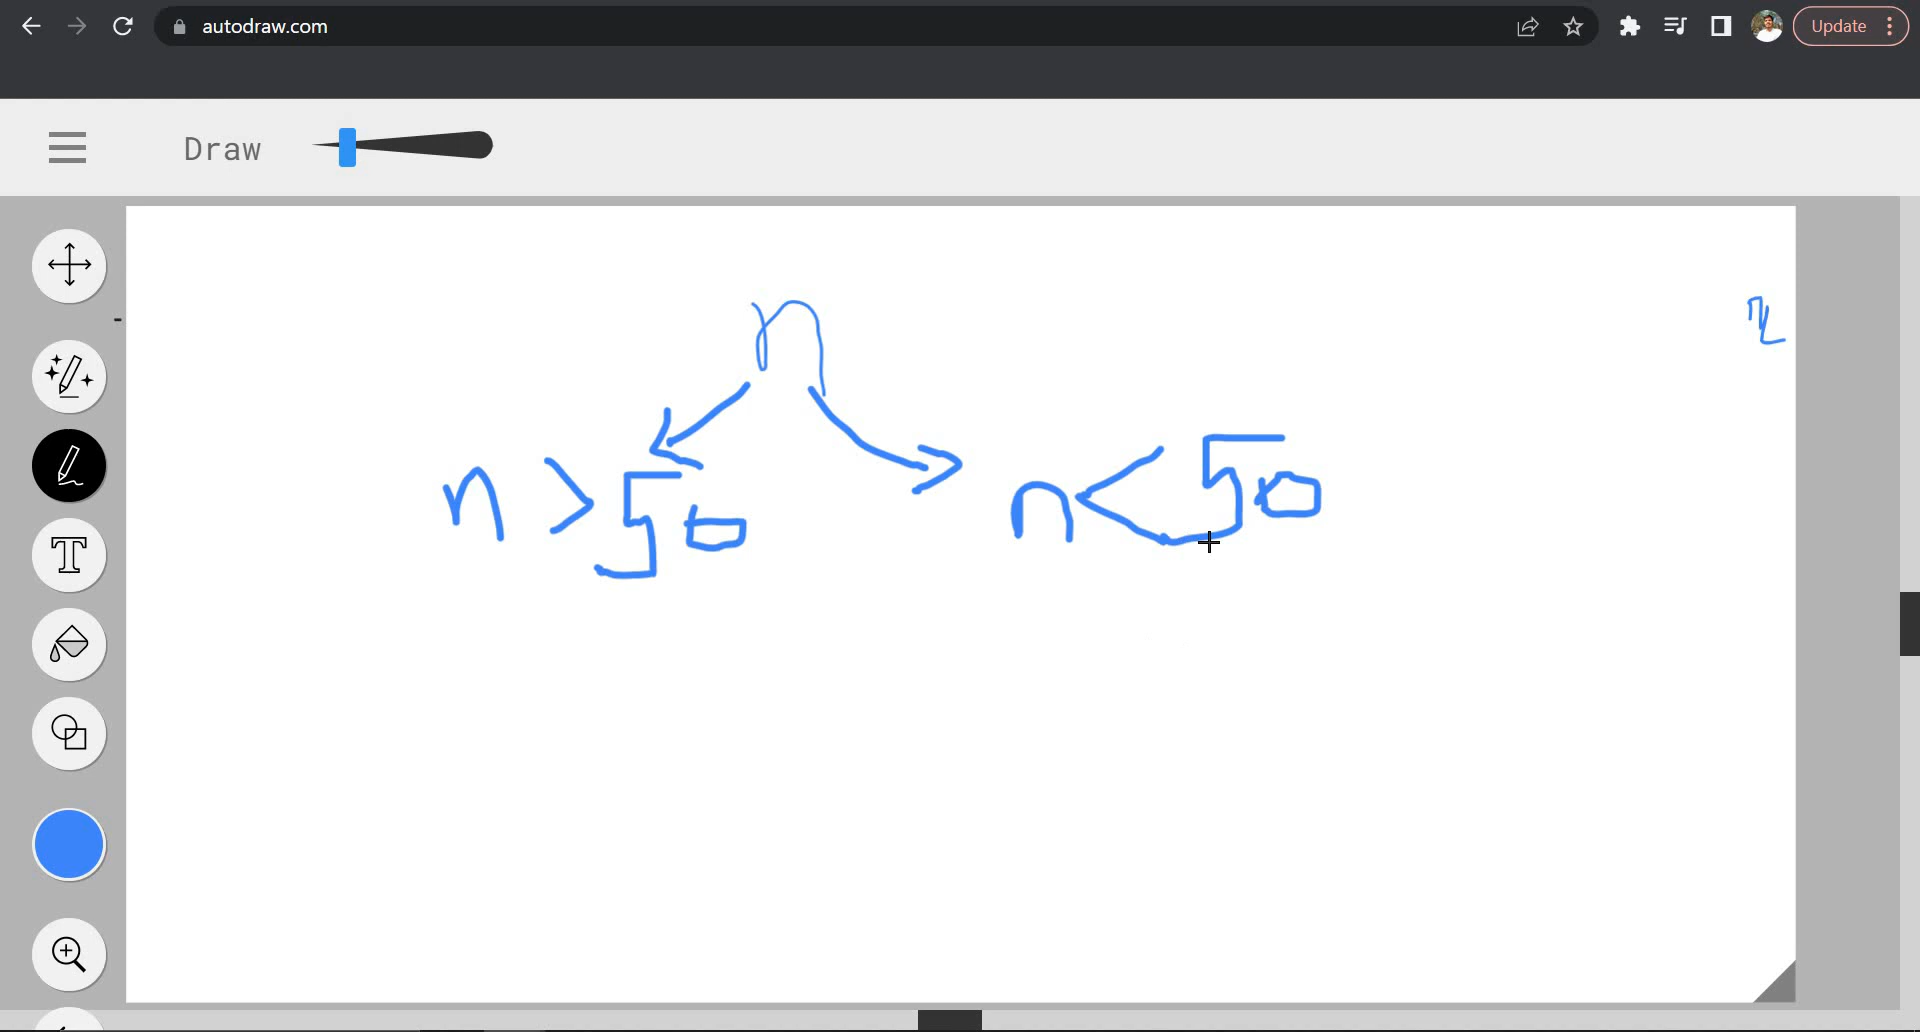 autodraw.com
Update
Draw
n
n > 50
n < 50